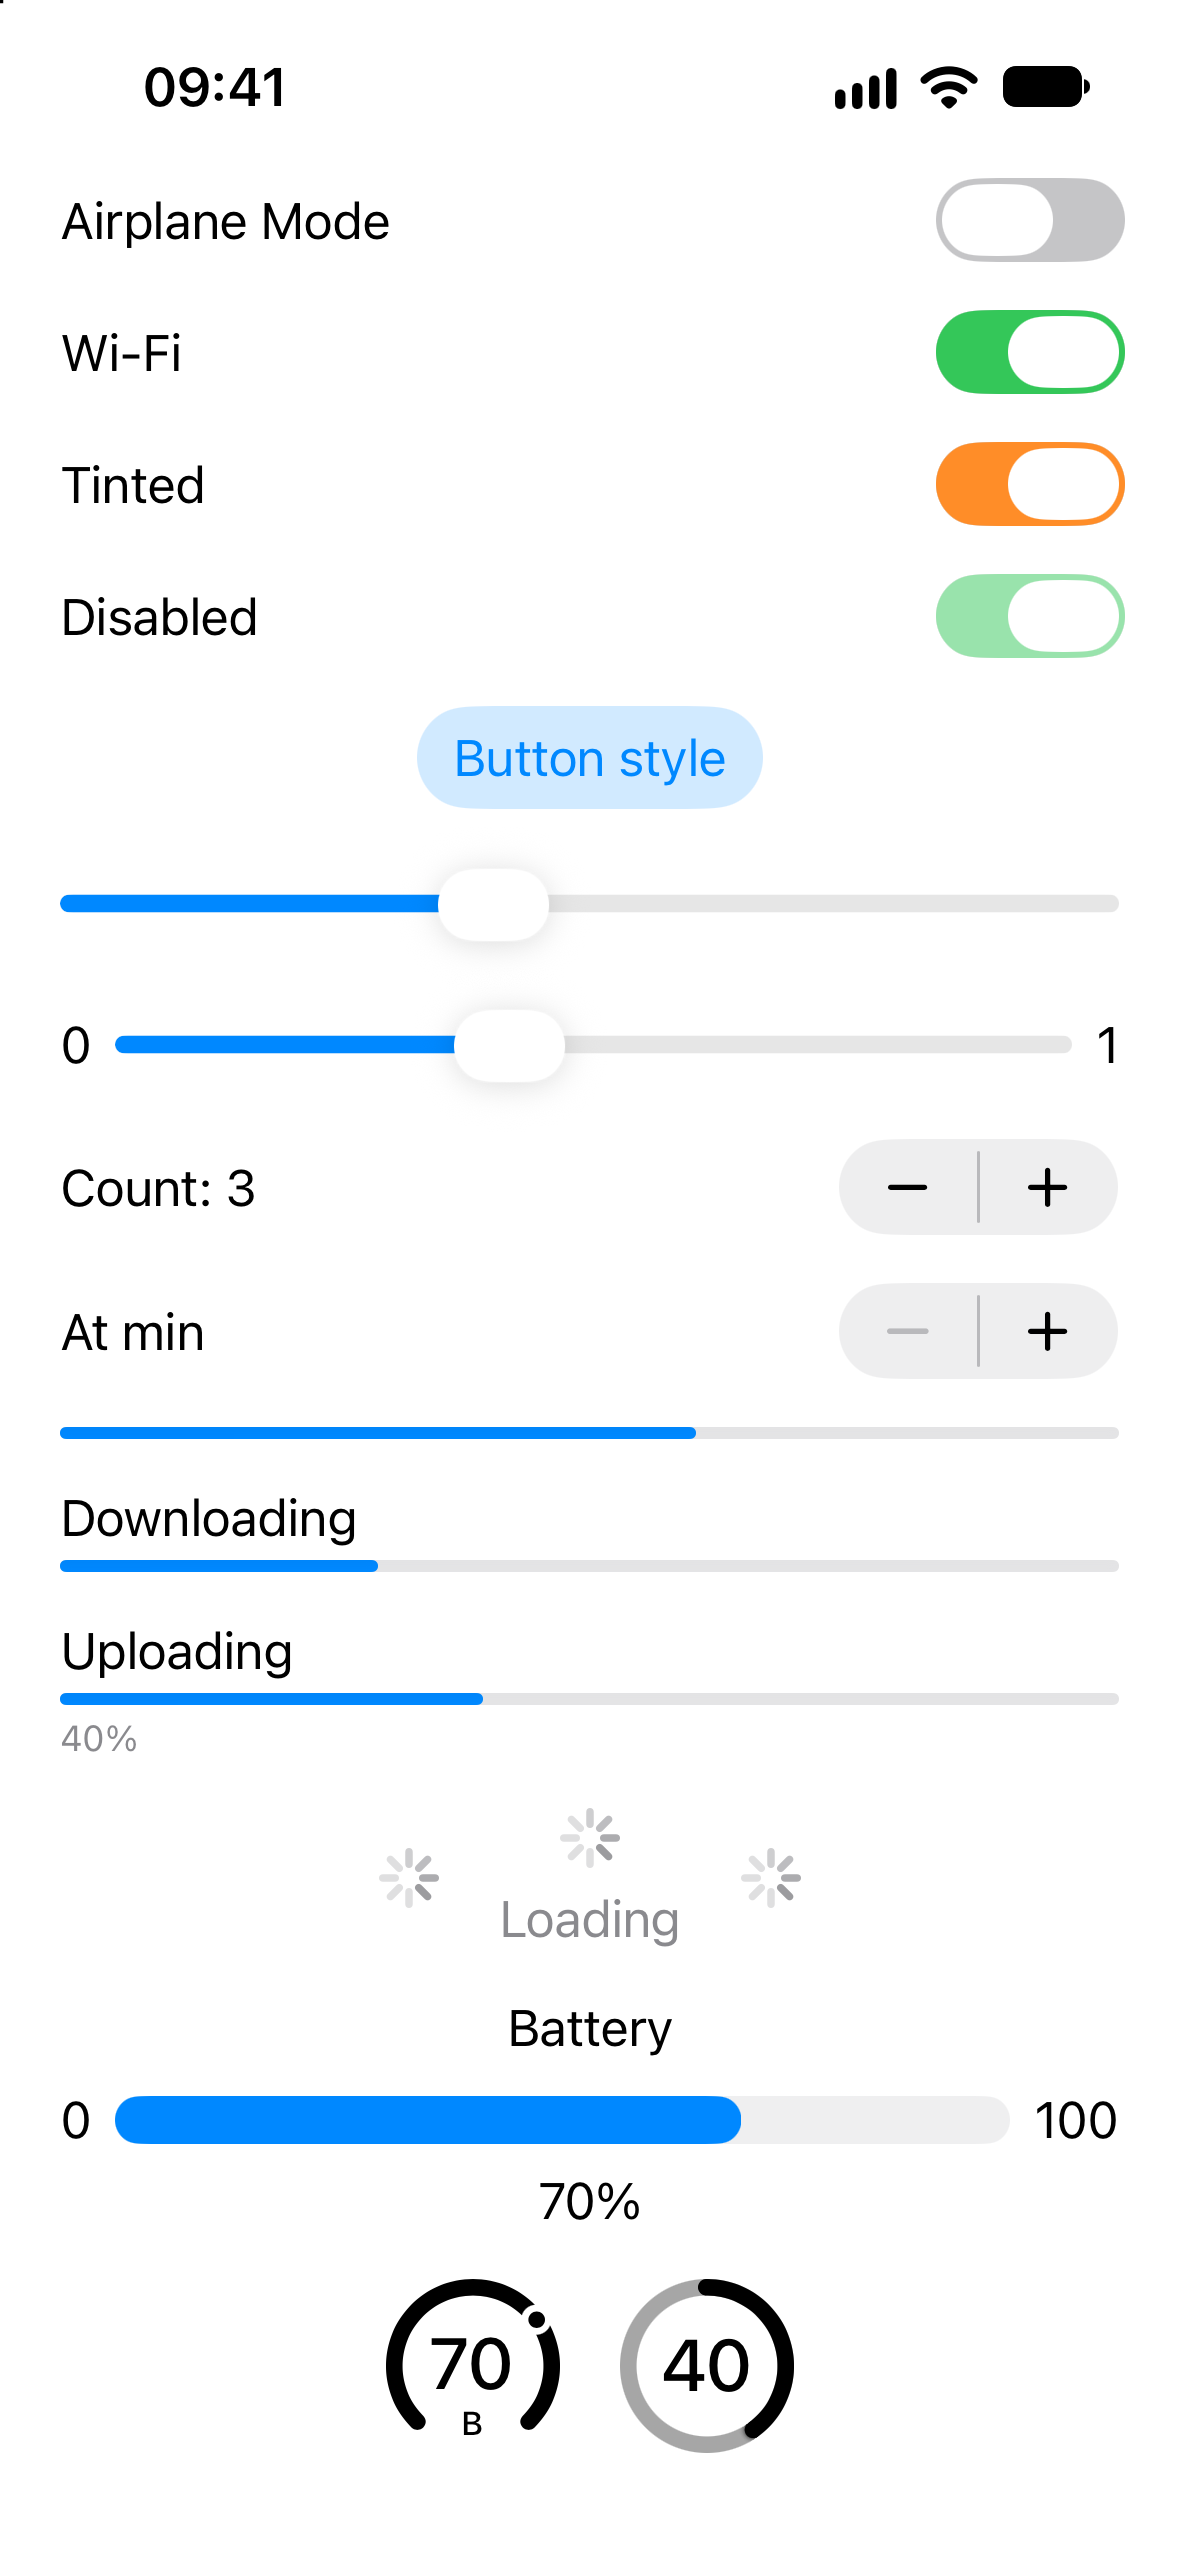 09:41
Airplane Mode
Wi-Fi
Tinted
Disabled
Button style
0 1
Count: 3
At min
Downloading
Uploading
40%
Loading
Battery
0 100
70%
70 40
B